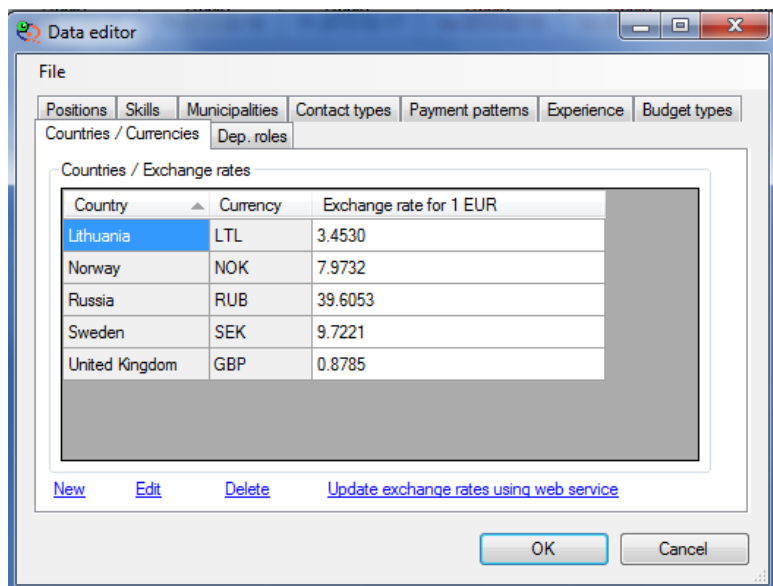 Data editor
File
Positions Skills Municipalities Contact types Payment patterns Experience Budget types
Countries / Currencies Dep. roles
Countries / Exchange rates
Country Currency Exchange rate for 1 EUR
Lithuania LTL 3.4530
Norway NOK 7.9732
Russia RUB 39.6053
Sweden SEK 9.7221
United Kingdom GBP 0.8785
New Edit Delete Update exchange rates using web service
OK Cancel